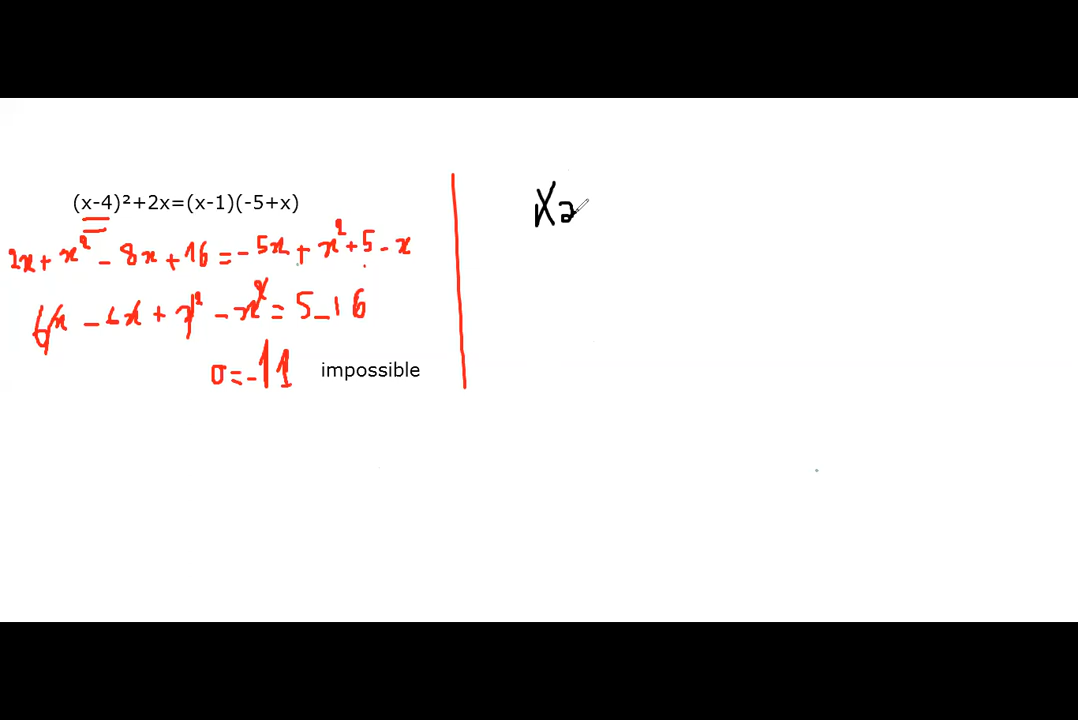 (x-4)²+2x=(x-1)(-5+x)
2x+x²-8x+16=-5x+x²+5-x
6x-6x+x²-x²=5-16
0=-11 impossible
X2